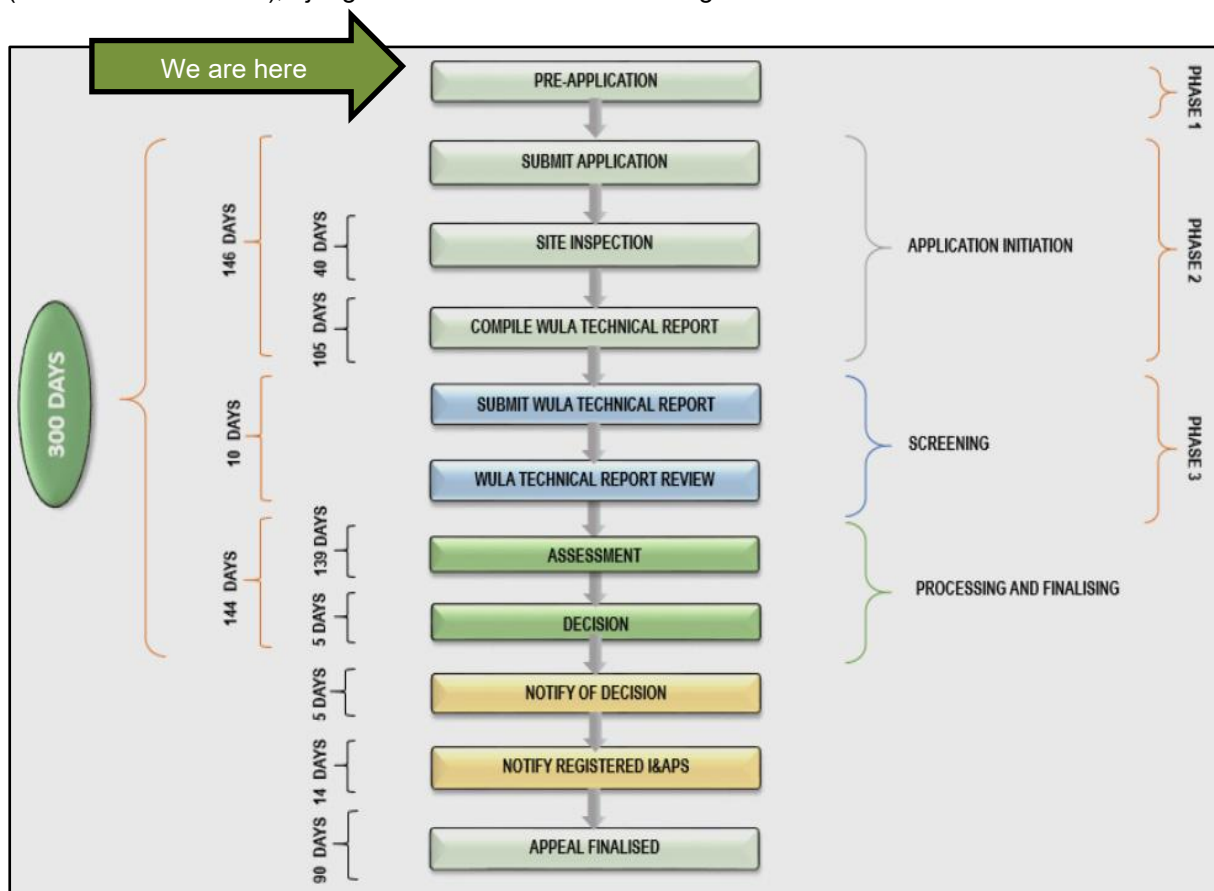 We are here
PRE-APPLICATION
PHASE 1
SUBMIT APPLICATION
146 DAYS
40 DAYS
SITE INSPECTION
APPLICATION INITIATION
PHASE 2
105 DAYS
COMPILE WULA TECHNICAL REPORT
300 DAYS
10 DAYS
SUBMIT WULA TECHNICAL REPORT
SCREENING
PHASE 3
WULA TECHNICAL REPORT REVIEW
144 DAYS
139 DAYS
ASSESSMENT
PROCESSING AND FINALISING
5 DAYS
DECISION
5 DAYS
NOTIFY OF DECISION
14 DAYS
NOTIFY REGISTERED I&APS
90 DAYS
APPEAL FINALISED